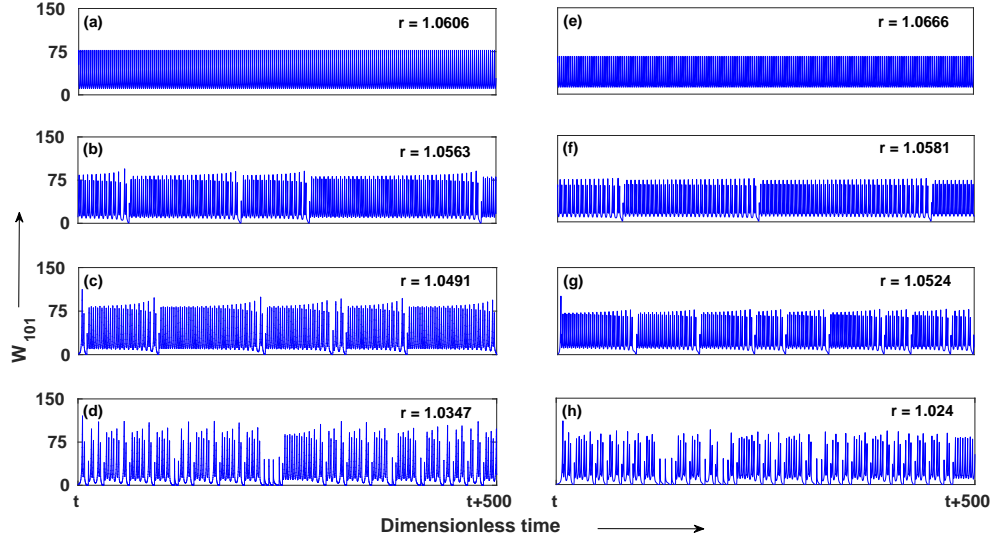 150
75
0
(a)
r = 1.0606
(e)
r = 1.0666
150
75
0
(b)
r = 1.0563
(f)
r = 1.0581
150
75
0
(c)
r = 1.0491
(g)
r = 1.0524
150
75
0
(d)
r = 1.0347
(h)
r = 1.024
W101
t
t+500
t
t+500
Dimensionless time